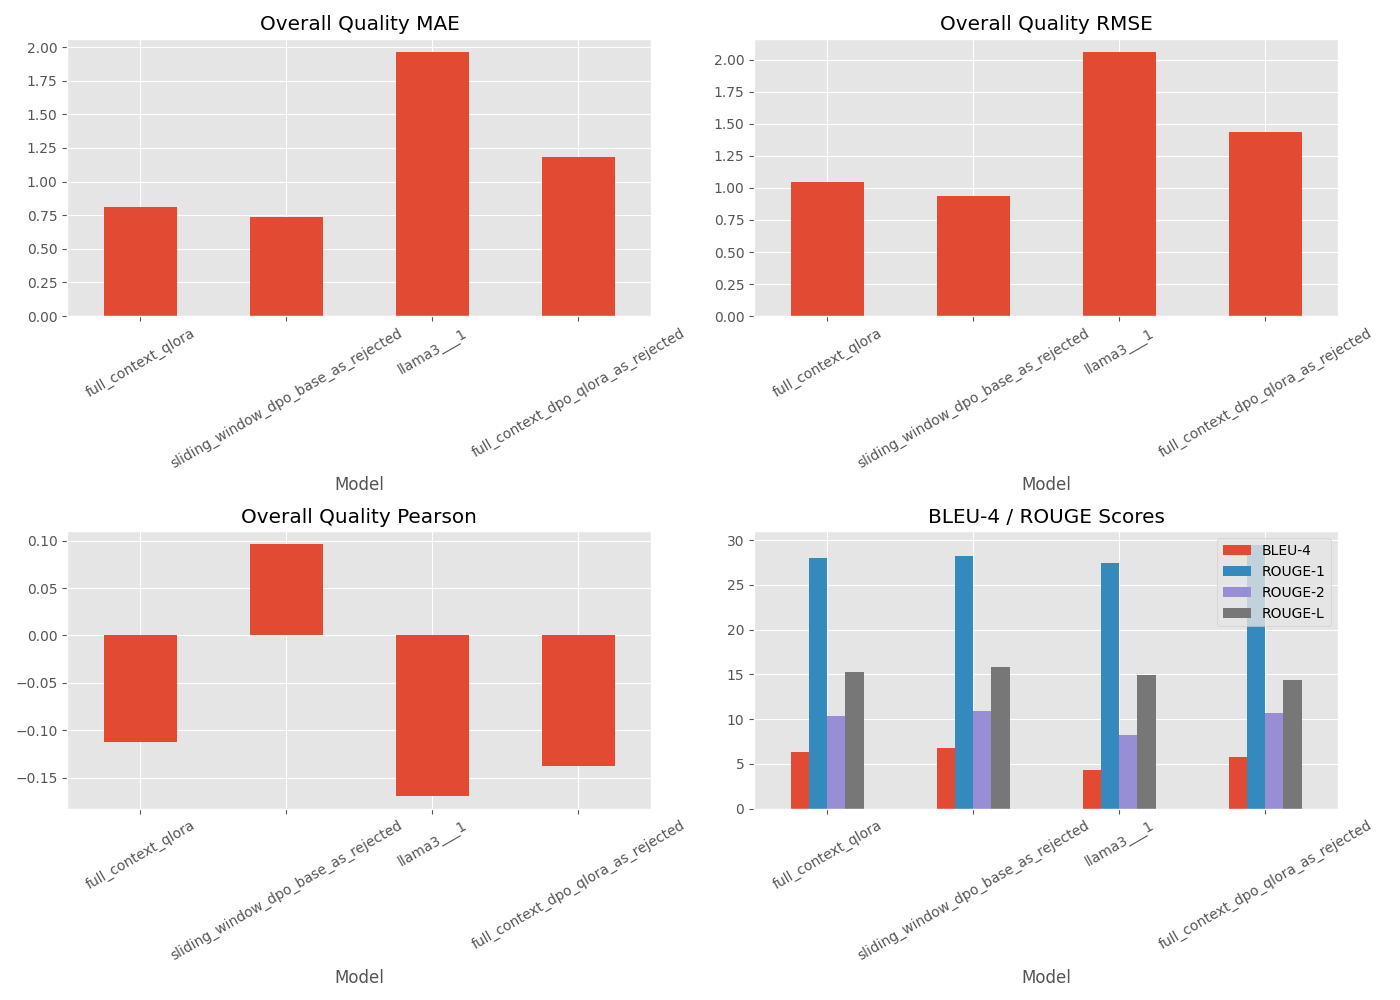 Overall Quality MAE
2.00
1.75
1.50
1.25
1.00
0.75
0.50
0.25
0.00
full_context_qlora
sliding_window_dpo_base_as_rejected
llama3___1
full_context_dpo_qlora_as_rejected
Model
Overall Quality RMSE
2.00
1.75
1.50
1.25
1.00
0.75
0.50
0.25
0.00
full_context_qlora
sliding_window_dpo_base_as_rejected
llama3___1
full_context_dpo_qlora_as_rejected
Model
Overall Quality Pearson
0.10
0.05
0.00
−0.05
−0.10
−0.15
full_context_qlora
sliding_window_dpo_base_as_rejected
llama3___1
full_context_dpo_qlora_as_rejected
Model
BLEU-4 / ROUGE Scores
30
25
20
15
10
5
0
BLEU-4
ROUGE-1
ROUGE-2
ROUGE-L
full_context_qlora
sliding_window_dpo_base_as_rejected
llama3___1
full_context_dpo_qlora_as_rejected
Model